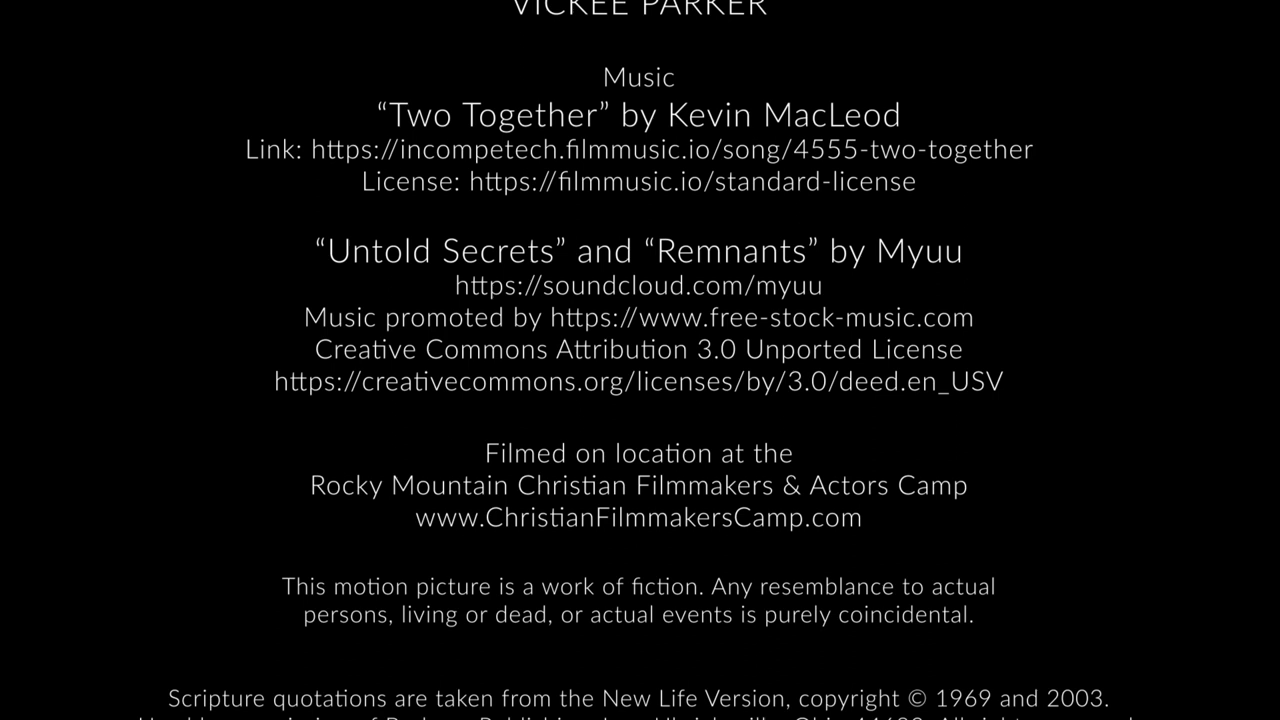 VICKEE PARKER
Music
“Two Together” by Kevin MacLeod
Link: https://incompetech.filmmusic.io/song/4555-two-together
License: https://filmmusic.io/standard-license
“Untold Secrets” and “Remnants” by Myuu
https://soundcloud.com/myuu
Music promoted by https://www.free-stock-music.com
Creative Commons Attribution 3.0 Unported License
https://creativecommons.org/licenses/by/3.0/deed.en_USV
Filmed on location at the
Rocky Mountain Christian Filmmakers & Actors Camp
www.ChristianFilmmakersCamp.com
This motion picture is a work of fiction. Any resemblance to actual
persons, living or dead, or actual events is purely coincidental.
Scripture quotations are taken from the New Life Version, copyright © 1969 and 2003.